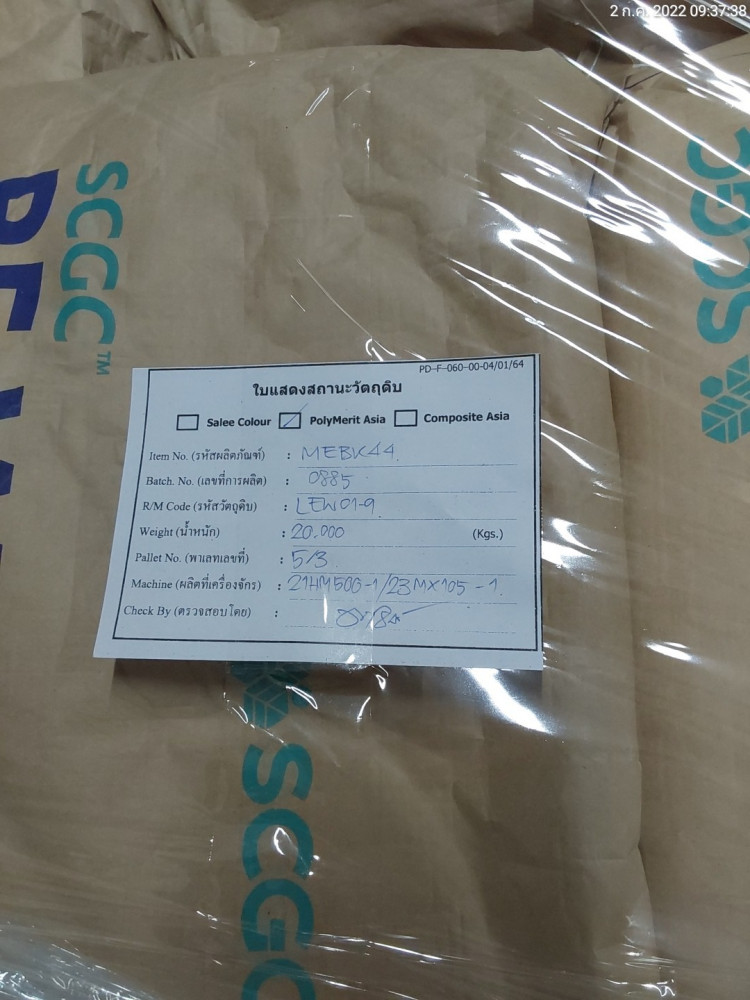 2 ก.ค. 2022 09:37:38
SCGC™
SCGC
PD-F-060-00-04/01/64
ใบแสดงสถานะวัตถุดิบ
Salee Colour PolyMerit Asia Composite Asia
Item No. (รหัสผลิตภัณฑ์) : MEBK44
Batch. No. (เลขที่การผลิต) : 0885
R/M Code (รหัสวัตถุดิบ) : LEW01-9
Weight (น้ำหนัก) : 20.000 (Kgs.)
Pallet No. (พาเลทเลขที่) : 5/3
Machine (ผลิตที่เครื่องจักร) : 21HM500-1/23MX105-1
Check By (ตรวจสอบโดย) :
SCGC